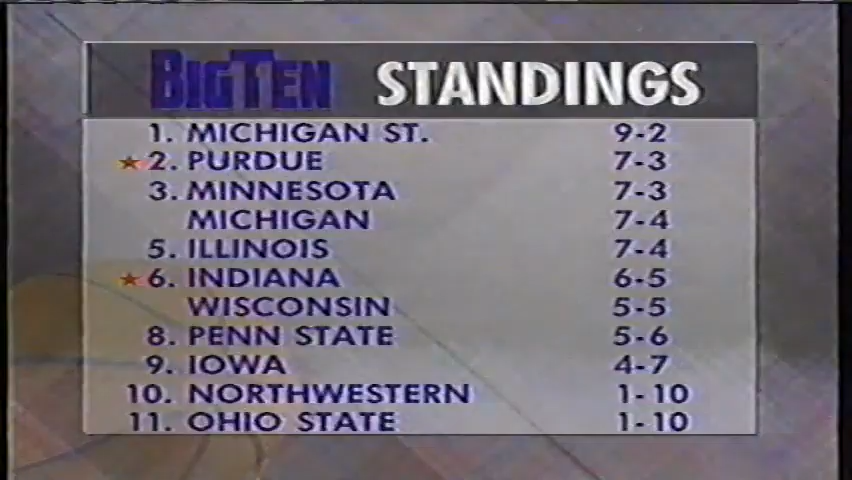 BIG TEN STANDINGS
1. MICHIGAN ST. 9-2
★ 2. PURDUE 7-3
3. MINNESOTA 7-3
MICHIGAN 7-4
5. ILLINOIS 7-4
★ 6. INDIANA 6-5
WISCONSIN 5-5
8. PENN STATE 5-6
9. IOWA 4-7
10. NORTHWESTERN 1-10
11. OHIO STATE 1-10